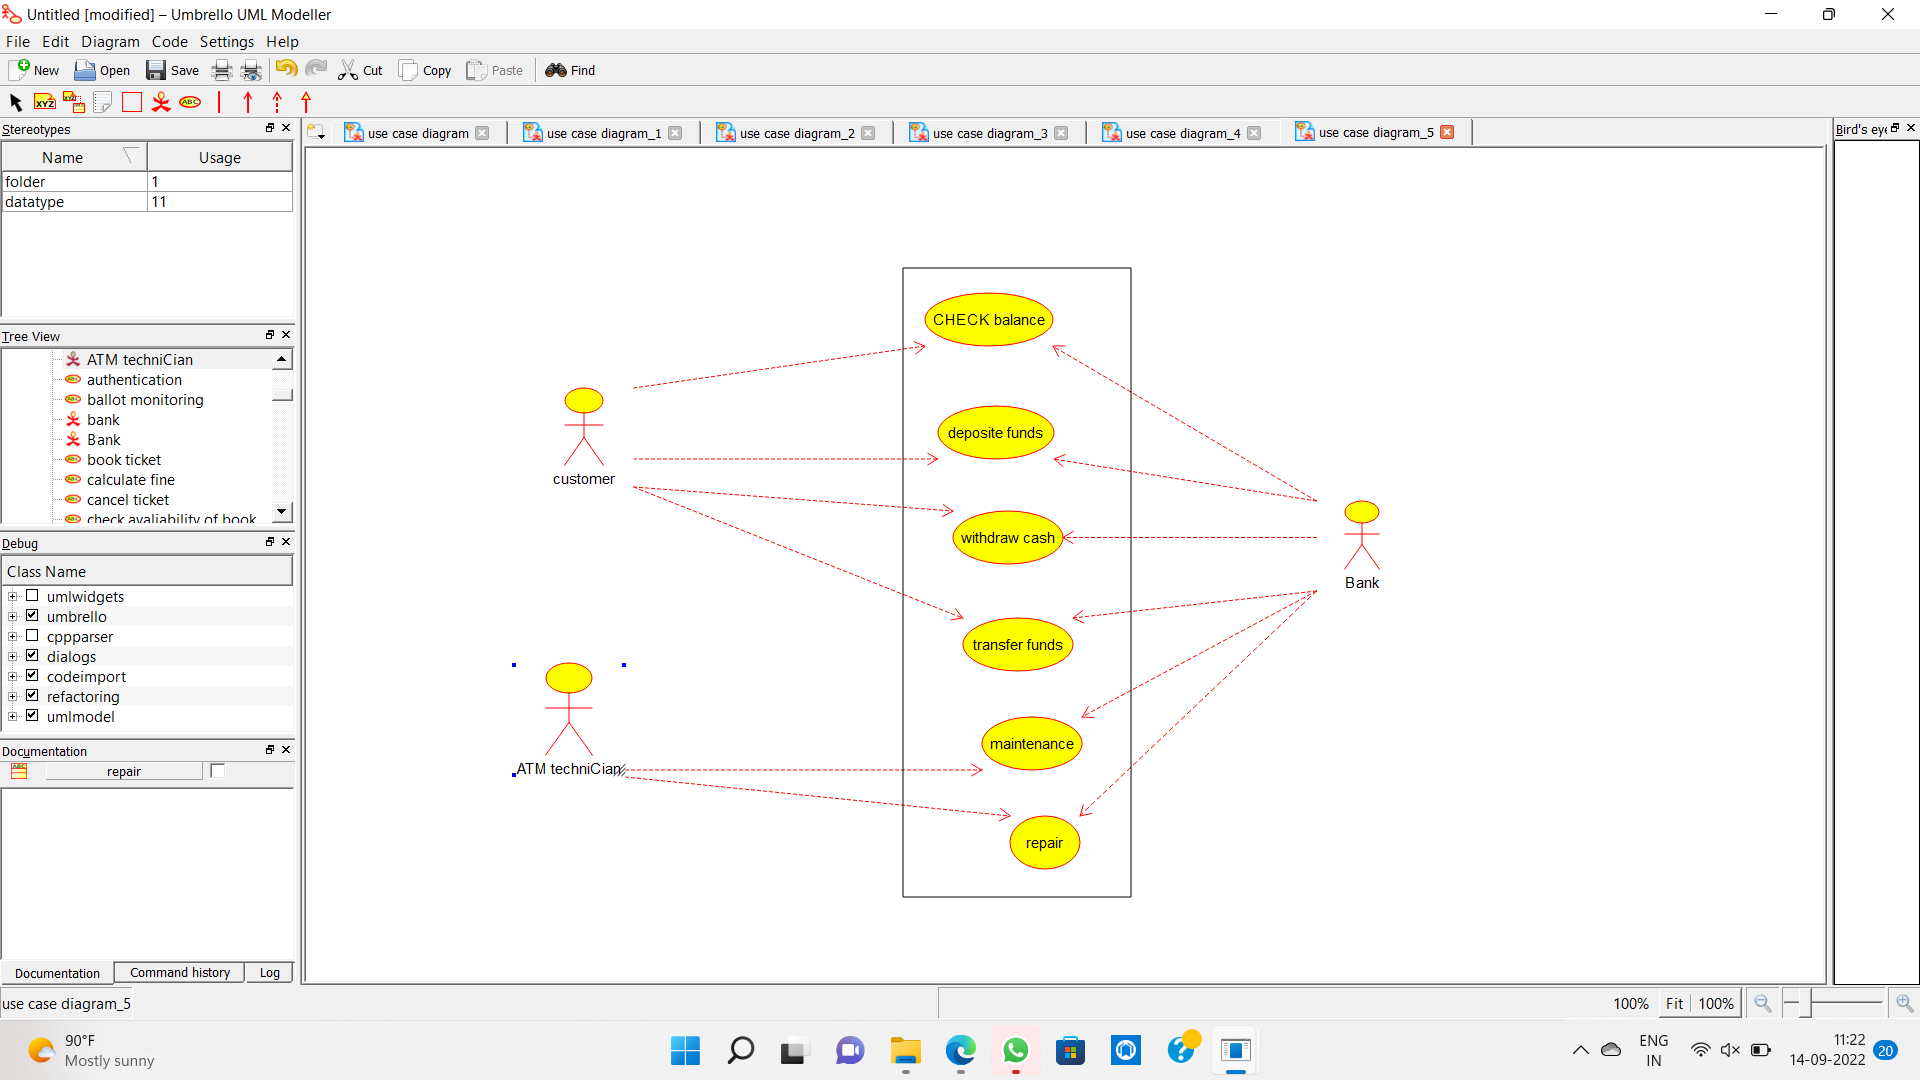 Untitled [modified] – Umbrello UML Modeller
File Edit Diagram Code Settings Help
New Open Save Cut Copy Paste Find
XYZ XYZ ABC
Stereotypes
Name Usage
folder 1
datatype 11
Tree View
ATM techniCian
authentication
ballot monitoring
bank
Bank
book ticket
calculate fine
cancel ticket
check avaliability of book
Debug
Class Name
umlwidgets
umbrello
cppparser
dialogs
codeimport
refactoring
umlmodel
Documentation
repair
Documentation Command history Log
use case diagram use case diagram_1 use case diagram_2 use case diagram_3 use case diagram_4 use case diagram_5
CHECK balance
deposite funds
customer
withdraw cash
Bank
transfer funds
maintenance
ATM techniCian
repair
Bird's eye
use case diagram_5
100% Fit 100%
90°F
Mostly sunny
ENG
IN
11:22
14-09-2022
20